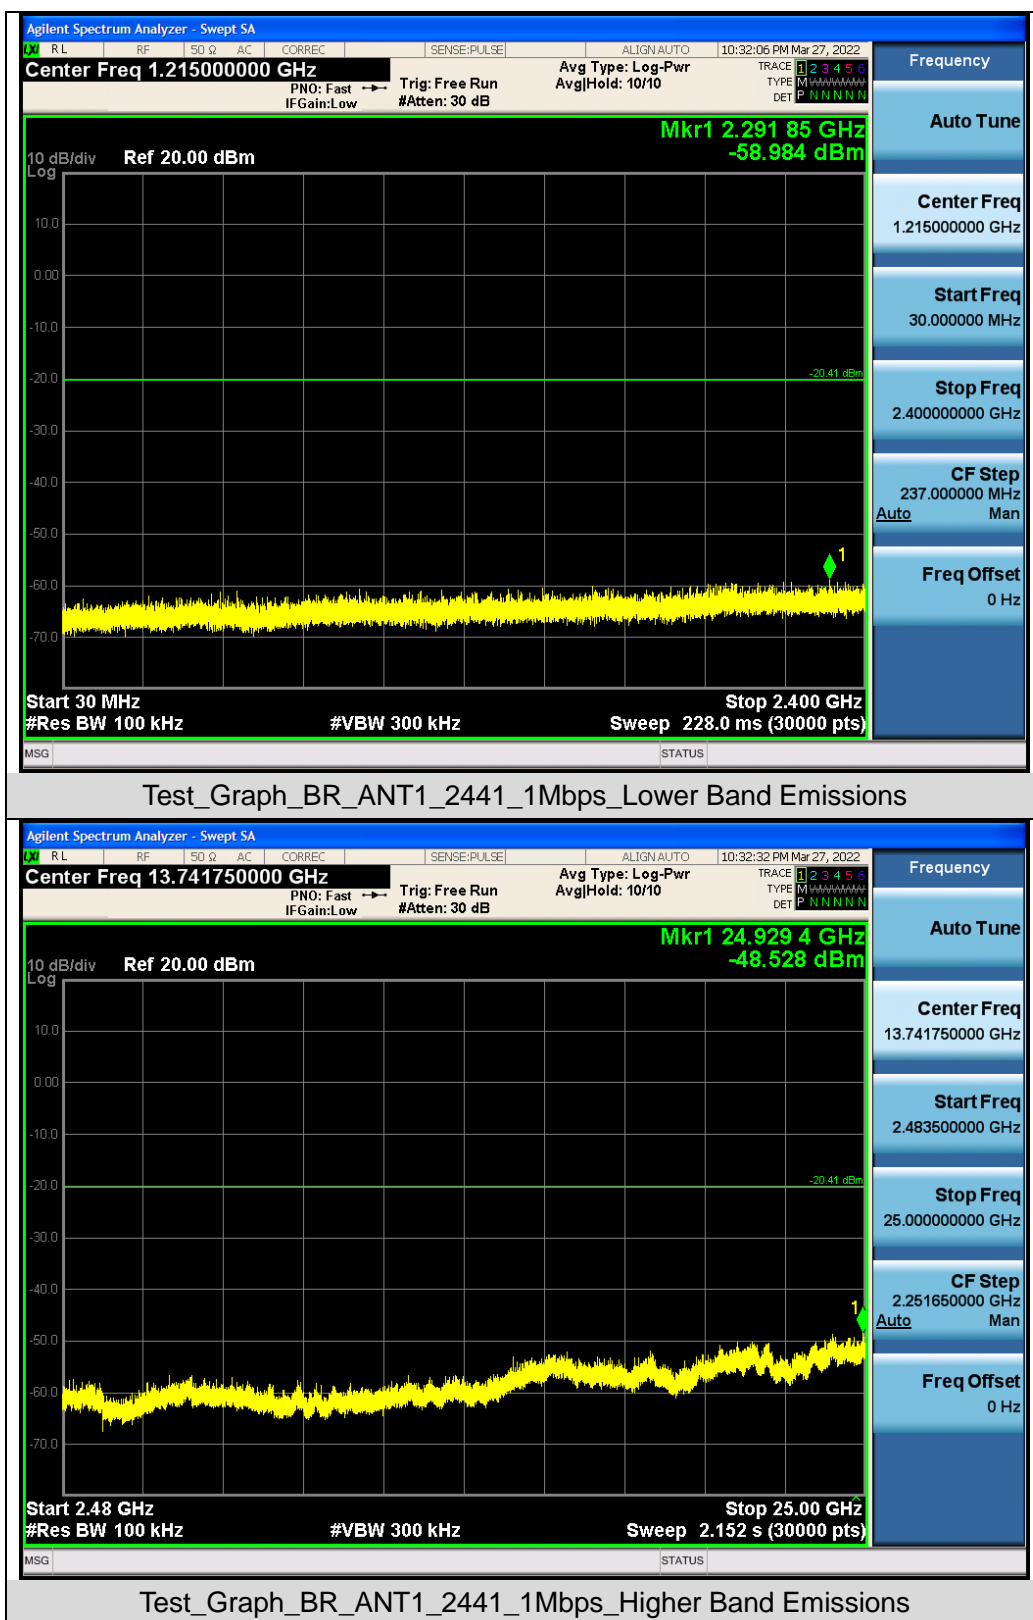 Agilent Spectrum Analyzer - Swept SA
LXI RL RF 50 Ω AC CORREC SENSE:PULSE ALIGN AUTO 10:32:06 PM Mar 27, 2022
Center Freq 1.215000000 GHz
PNO: Fast
IFGain:Low
Trig: Free Run
#Atten: 30 dB
Avg Type: Log-Pwr
Avg|Hold: 10/10
TRACE 1 2 3 4 5 6
TYPE M WWWWW
DET P N N N N N
Mkr1 2.291 85 GHz
-58.984 dBm
10 dB/div Ref 20.00 dBm
Log
10.0
0.00
-10.0
-20.0
-20.41 dBm
-30.0
-40.0
-50.0
1
-60.0
-70.0
Start 30 MHz Stop 2.400 GHz
#Res BW 100 kHz #VBW 300 kHz Sweep 228.0 ms (30000 pts)
MSG STATUS
Frequency
Auto Tune
Center Freq
1.215000000 GHz
Start Freq
30.000000 MHz
Stop Freq
2.400000000 GHz
CF Step
237.000000 MHz
Auto Man
Freq Offset
0 Hz
Test_Graph_BR_ANT1_2441_1Mbps_Lower Band Emissions
Agilent Spectrum Analyzer - Swept SA
LXI RL RF 50 Ω AC CORREC SENSE:PULSE ALIGN AUTO 10:32:32 PM Mar 27, 2022
Center Freq 13.741750000 GHz
PNO: Fast
IFGain:Low
Trig: Free Run
#Atten: 30 dB
Avg Type: Log-Pwr
Avg|Hold: 10/10
TRACE 1 2 3 4 5 6
TYPE M WWWWW
DET P N N N N N
Mkr1 24.929 4 GHz
-48.528 dBm
10 dB/div Ref 20.00 dBm
Log
10.0
0.00
-10.0
-20.0
-20.41 dBm
-30.0
-40.0
1
-50.0
-60.0
-70.0
Start 2.48 GHz Stop 25.00 GHz
#Res BW 100 kHz #VBW 300 kHz Sweep 2.152 s (30000 pts)
MSG STATUS
Frequency
Auto Tune
Center Freq
13.741750000 GHz
Start Freq
2.483500000 GHz
Stop Freq
25.000000000 GHz
CF Step
2.251650000 GHz
Auto Man
Freq Offset
0 Hz
Test_Graph_BR_ANT1_2441_1Mbps_Higher Band Emissions